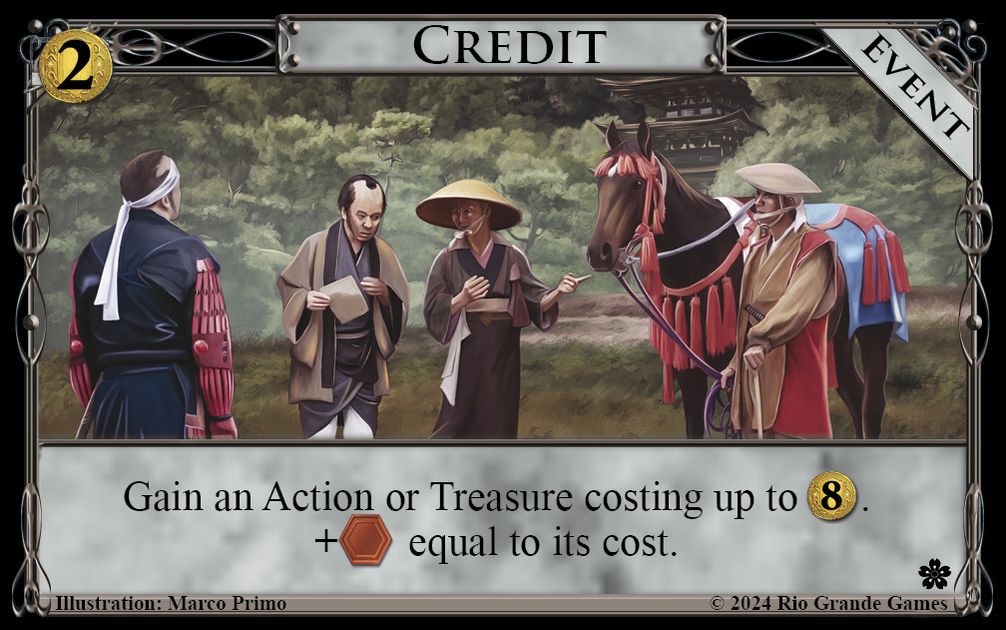 2
CREDIT
EVENT
Gain an Action or Treasure costing up to 8.
+ equal to its cost.
Illustration: Marco Primo
© 2024 Rio Grande Games